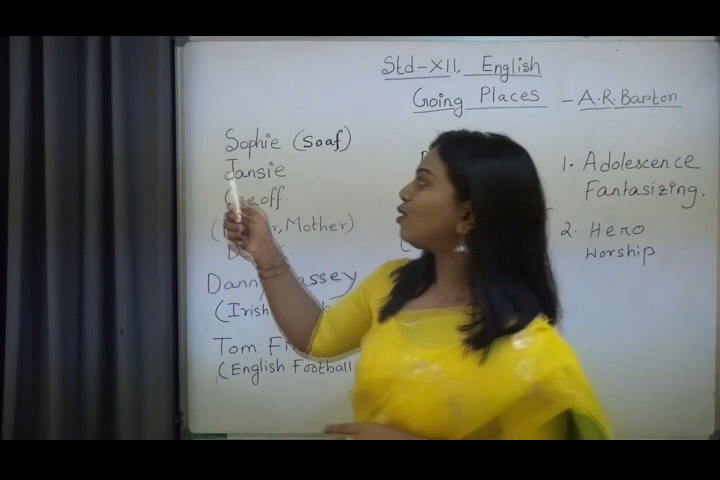 Std-XII, English
Going Places - A.R. Barton
Sophie (Soaf)
Jansie
Geoff
Mother)
Danny
(Irish
Tom
(English Football
1. Adolescence
Fantasizing.
2. Hero
Worship